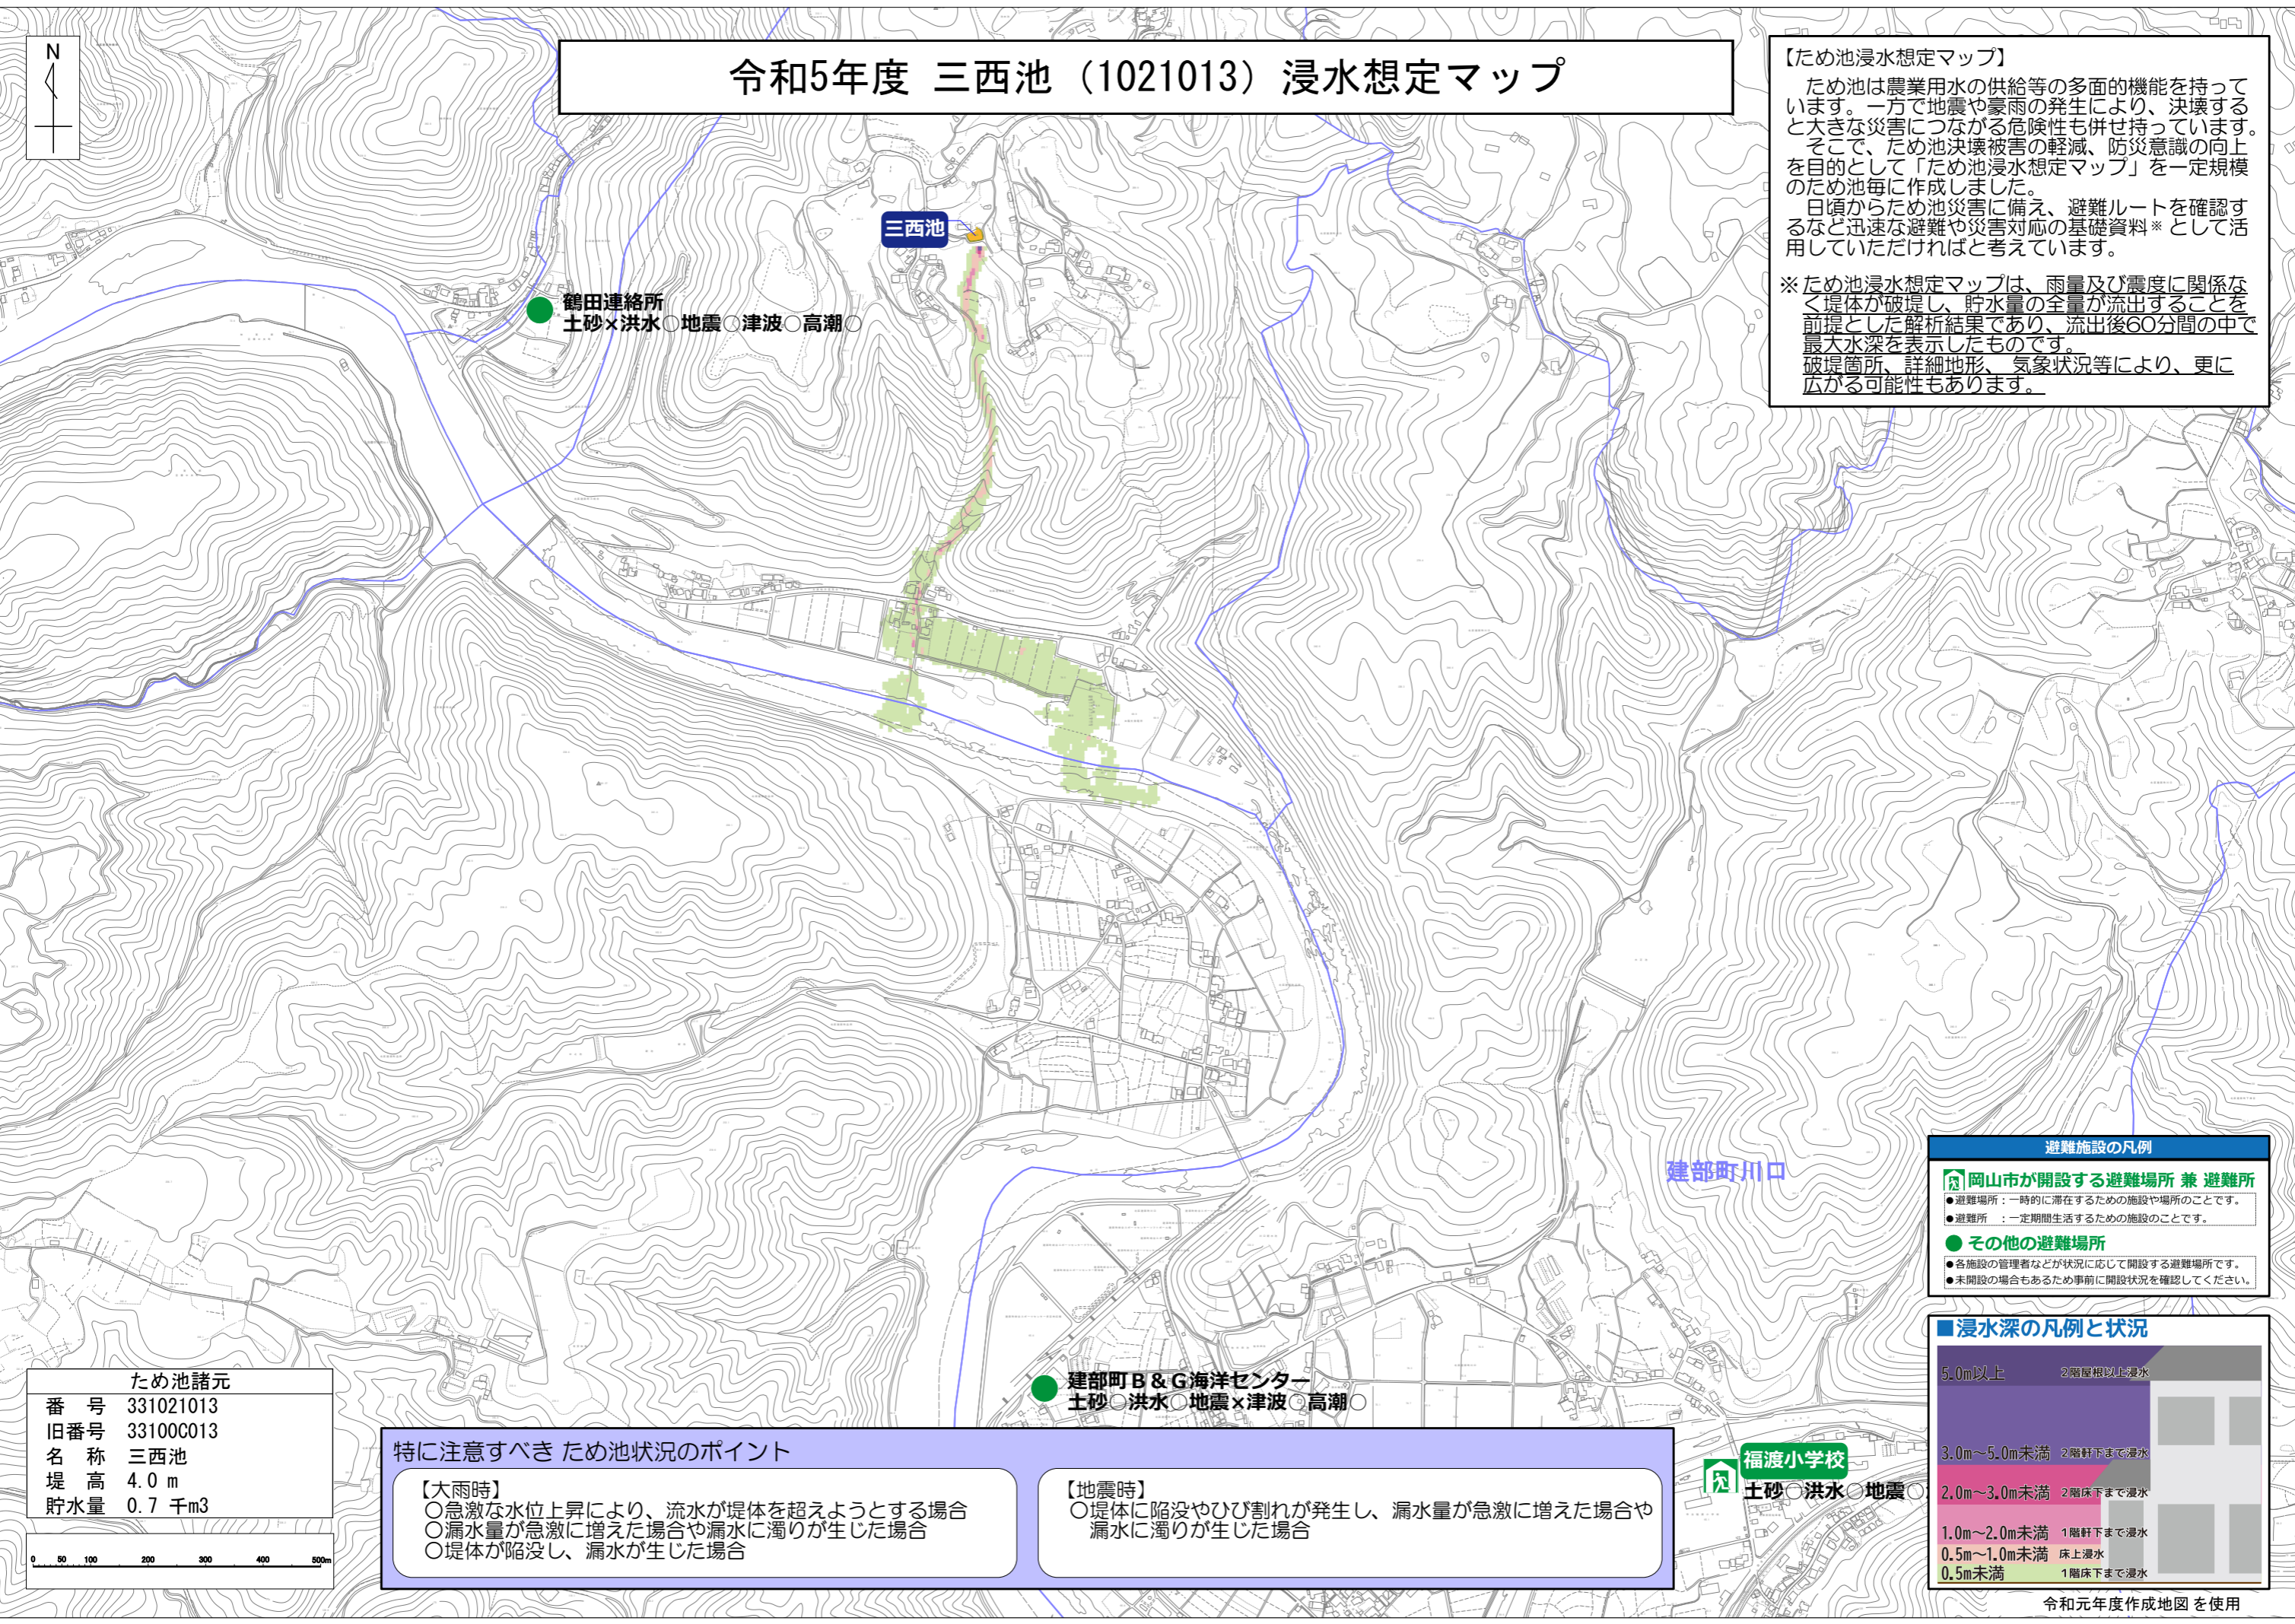 N
令和5年度 三西池（1021013）浸水想定マップ
【ため池浸水想定マップ】
ため池は農業用水の供給等の多面的機能を持って
います。一方で地震や豪雨の発生により、決壊する
と大きな災害につながる危険性も併せ持っています。
そこで、ため池決壊被害の軽減、防災意識の向上
を目的として「ため池浸水想定マップ」を一定規模
のため池毎に作成しました。
日頃からため池災害に備え、避難ルートを確認す
るなど迅速な避難や災害対応の基礎資料※として活
用していただければと考えています。
※ため池浸水想定マップは、雨量及び震度に関係な
く堤体が破堤し、貯水量の全量が流出することを
前提とした解析結果であり、流出後60分間の中で
最大水深を表示したものです。
破堤箇所、詳細地形、気象状況等により、更に
広がる可能性もあります。
三西池
鶴田連絡所
土砂×洪水○地震○津波○高潮○
建部町川口
避難施設の凡例
岡山市が開設する避難場所 兼 避難所
●避難場所：一時的に滞在するための施設や場所のことです。
●避難所　：一定期間生活するための施設のことです。
● その他の避難場所
●各施設の管理者などが状況に応じて開設する避難場所です。
●未開設の場合もあるため事前に開設状況を確認してください。
■浸水深の凡例と状況
5.0m以上 2階屋根以上浸水
3.0m～5.0m未満 2階軒下まで浸水
2.0m～3.0m未満 2階床下まで浸水
1.0m～2.0m未満 1階軒下まで浸水
0.5m～1.0m未満 床上浸水
0.5m未満 1階床下まで浸水
令和元年度作成地図を使用
ため池諸元
番　号 331021013
旧番号 33100C013
名　称 三西池
堤　高 4.0 m
貯水量 0.7 千m3
0 50 100 200 300 400 500m
建部町B＆G海洋センター
土砂○洪水○地震×津波○高潮○
特に注意すべき ため池状況のポイント
【大雨時】
○急激な水位上昇により、流水が堤体を超えようとする場合
○漏水量が急激に増えた場合や漏水に濁りが生じた場合
○堤体が陥没し、漏水が生じた場合
【地震時】
○堤体に陥没やひび割れが発生し、漏水量が急激に増えた場合や
漏水に濁りが生じた場合
福渡小学校
土砂○洪水○地震○